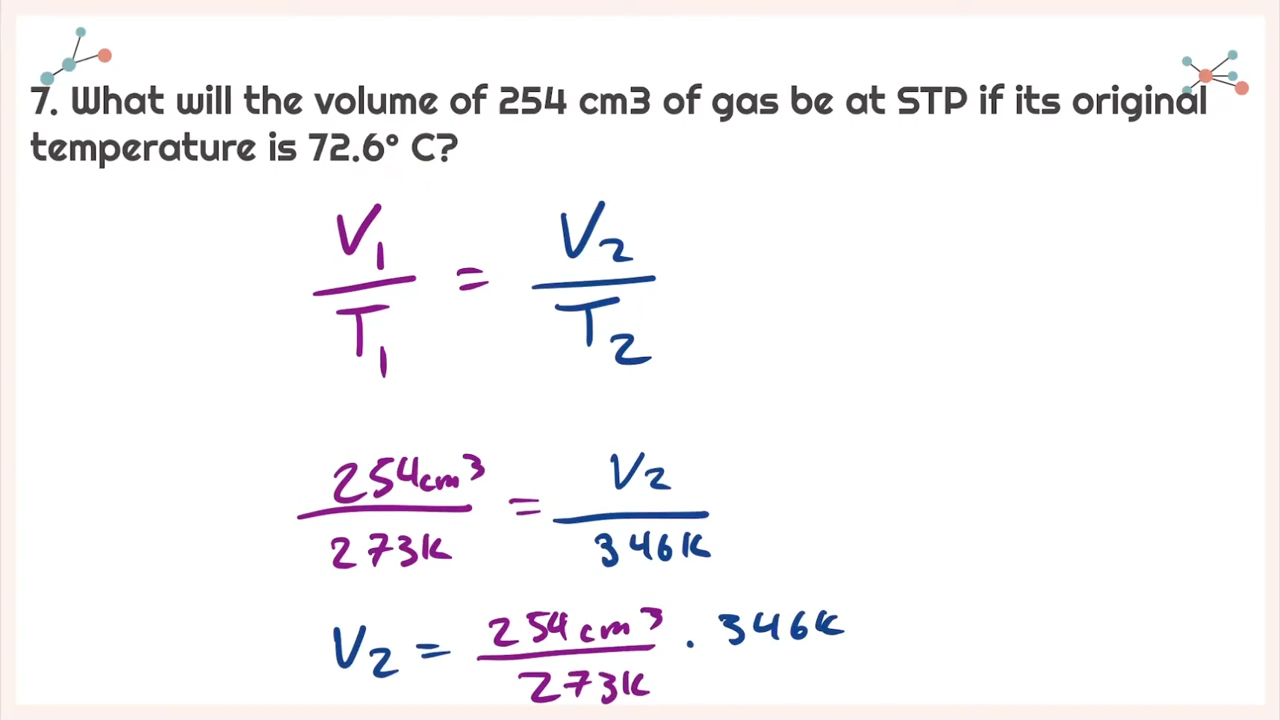 7. What will the volume of 254 cm3 of gas be at STP if its original
temperature is 72.6° C?
V₁/T₁ = V₂/T₂
254cm³/273K = V₂/346K
V₂ = 254cm³/273K · 346K